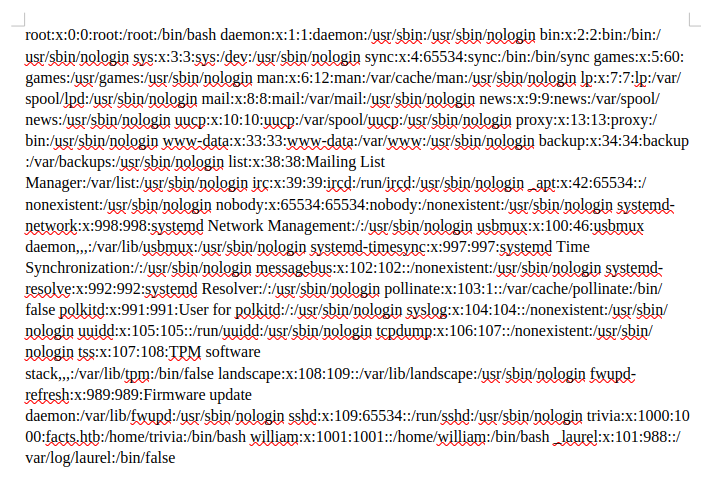 root:x:0:0:root:/root:/bin/bash daemon:x:1:1:daemon:/usr/sbin:/usr/sbin/nologin bin:x:2:2:bin:/bin:/
usr/sbin/nologin sys:x:3:3:sys:/dev:/usr/sbin/nologin sync:x:4:65534:sync:/bin:/bin/sync games:x:5:60:
games:/usr/games:/usr/sbin/nologin man:x:6:12:man:/var/cache/man:/usr/sbin/nologin lp:x:7:7:lp:/var/
spool/lpd:/usr/sbin/nologin mail:x:8:8:mail:/var/mail:/usr/sbin/nologin news:x:9:9:news:/var/spool/
news:/usr/sbin/nologin uucp:x:10:10:uucp:/var/spool/uucp:/usr/sbin/nologin proxy:x:13:13:proxy:/
bin:/usr/sbin/nologin www-data:x:33:33:www-data:/var/www:/usr/sbin/nologin backup:x:34:34:backup
:/var/backups:/usr/sbin/nologin list:x:38:38:Mailing List
Manager:/var/list:/usr/sbin/nologin irc:x:39:39:ircd:/run/ircd:/usr/sbin/nologin _apt:x:42:65534::/
nonexistent:/usr/sbin/nologin nobody:x:65534:65534:nobody:/nonexistent:/usr/sbin/nologin systemd-
network:x:998:998:systemd Network Management:/:/usr/sbin/nologin usbmux:x:100:46:usbmux
daemon,,,:/var/lib/usbmux:/usr/sbin/nologin systemd-timesync:x:997:997:systemd Time
Synchronization:/:/usr/sbin/nologin messagebus:x:102:102::/nonexistent:/usr/sbin/nologin systemd-
resolve:x:992:992:systemd Resolver:/:/usr/sbin/nologin pollinate:x:103:1::/var/cache/pollinate:/bin/
false polkitd:x:991:991:User for polkitd:/:/usr/sbin/nologin syslog:x:104:104::/nonexistent:/usr/sbin/
nologin uuidd:x:105:105::/run/uuidd:/usr/sbin/nologin tcpdump:x:106:107::/nonexistent:/usr/sbin/
nologin tss:x:107:108:TPM software
stack,,,:/var/lib/tpm:/bin/false landscape:x:108:109::/var/lib/landscape:/usr/sbin/nologin fwupd-
refresh:x:989:989:Firmware update
daemon:/var/lib/fwupd:/usr/sbin/nologin sshd:x:109:65534::/run/sshd:/usr/sbin/nologin trivia:x:1000:10
00:facts.htb:/home/trivia:/bin/bash william:x:1001:1001::/home/william:/bin/bash _laurel:x:101:988::/
var/log/laurel:/bin/false